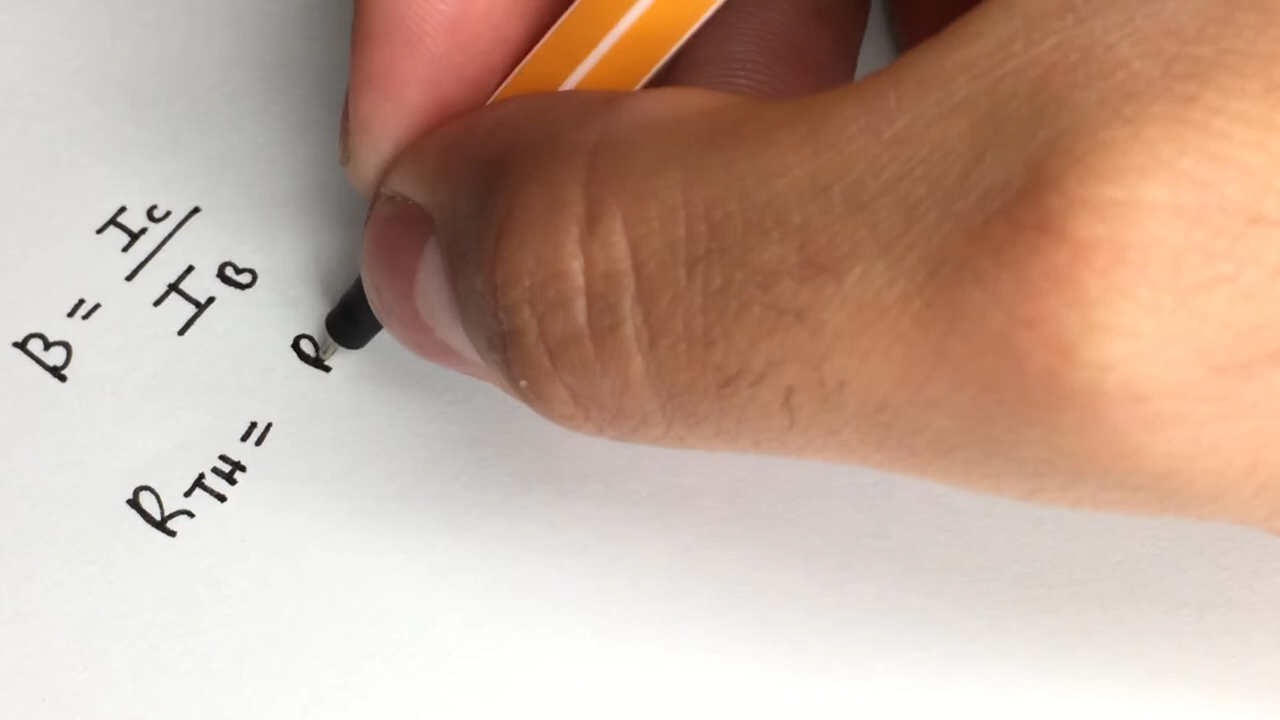 B = Ic/IB
RTH = R